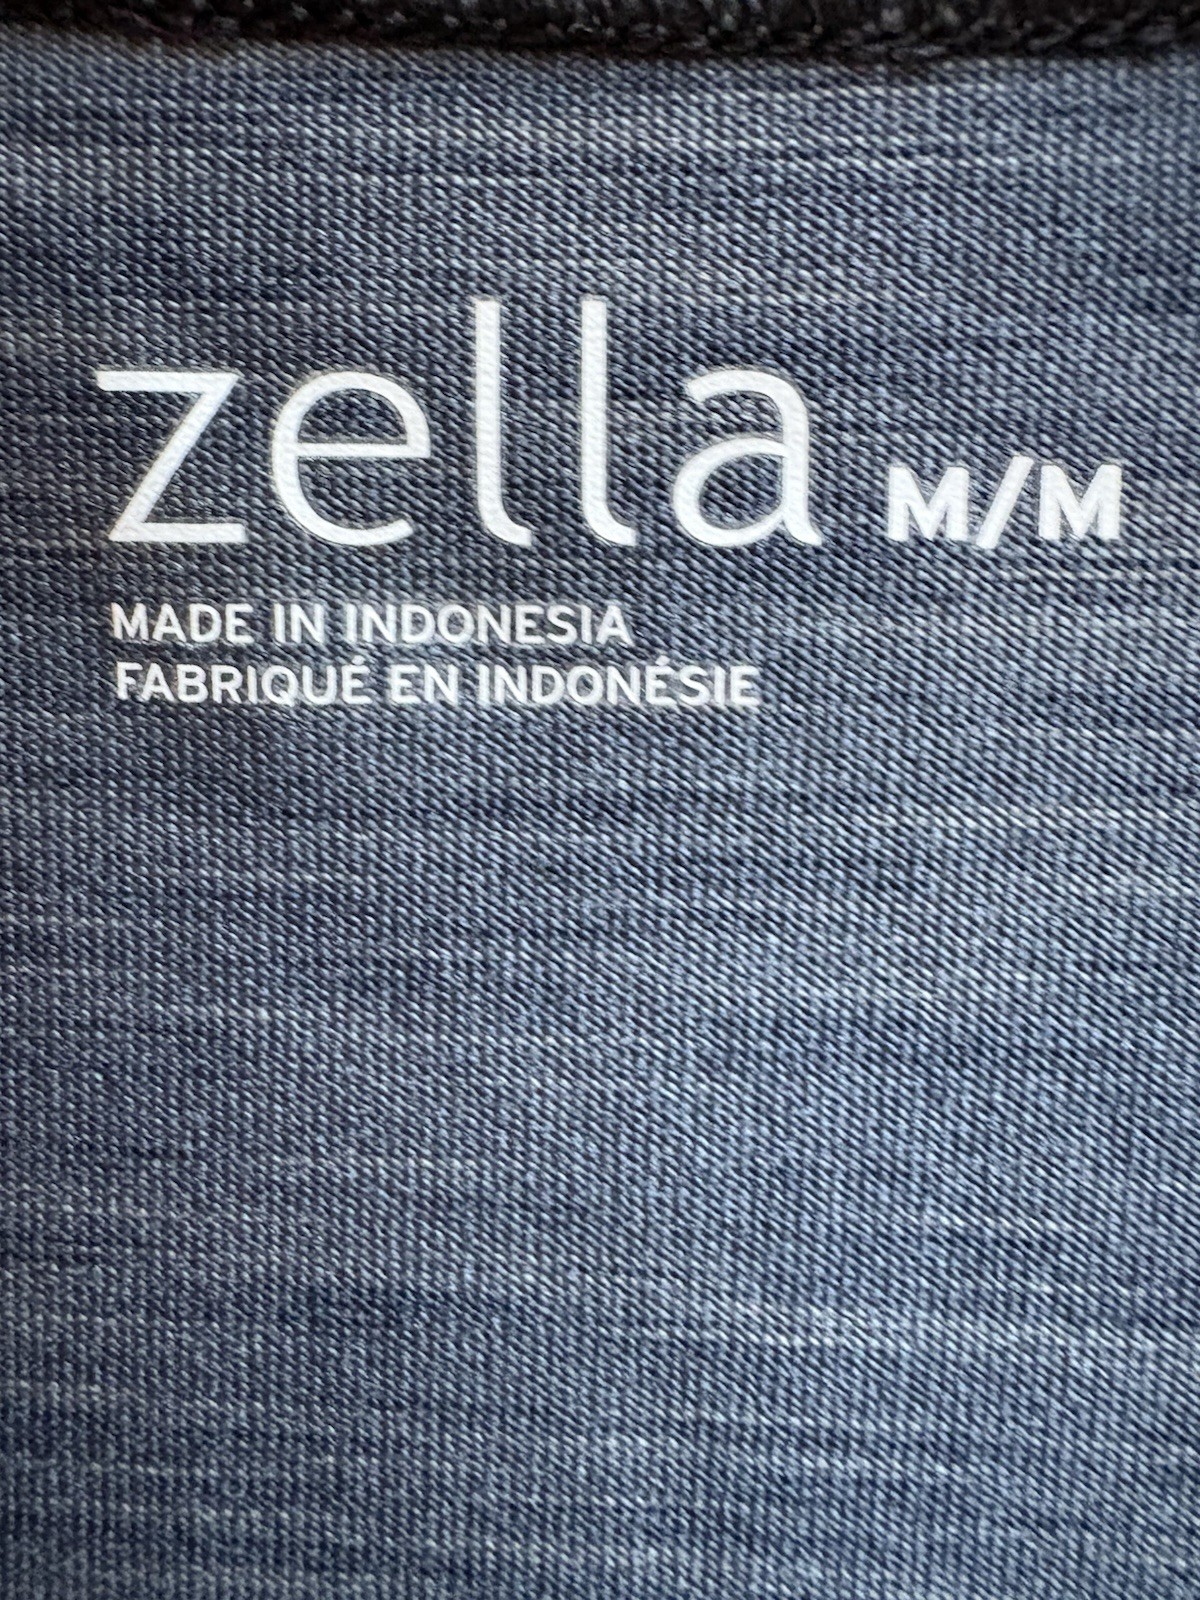 zella M/M
MADE IN INDONESIA
FABRIQUÉ EN INDONÉSIE